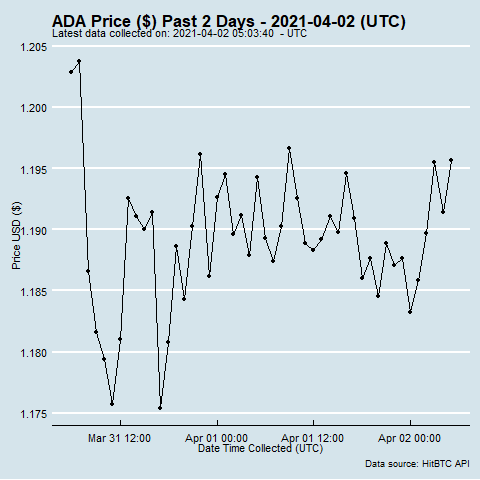 ADA Price ($) Past 2 Days - 2021-04-02 (UTC)
Latest data collected on: 2021-04-02 05:03:40  - UTC
1.205
1.200
1.195
1.190
1.185
1.180
1.175
Price USD ($)
Mar 31 12:00 Apr 01 00:00 Apr 01 12:00 Apr 02 00:00
Date Time Collected (UTC)
Data source: HitBTC API